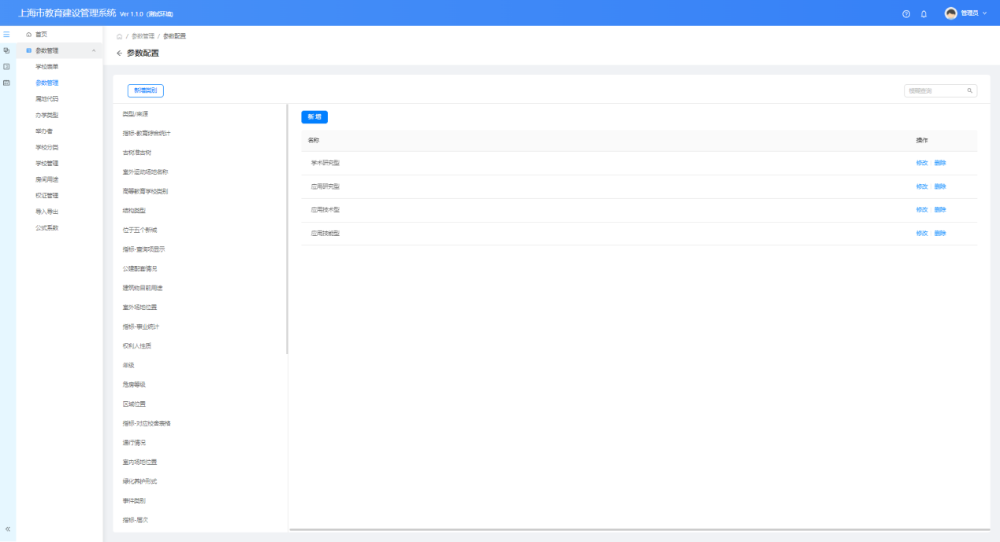 上海市教育建设管理系统 Ver 1.1.0 (测试环境)
管理员
首页
参数管理
学校表单
参数管理
属地代码
办学类型
举办者
学校分类
学校管理
房间用途
权证管理
导入导出
公式系数
/ 参数管理 / 参数配置
← 参数配置
新增类别
模糊查询
类型/来源
指标-教育综合统计
古树准古树
室外运动场地名称
高等教育学校类别
结构类型
位于五个新城
指标-查询项显示
公建配套情况
建筑物目前用途
室外场地位置
指标-事业统计
权利人性质
年级
危房等级
区域位置
指标-对应校舍表格
通行情况
室内场地位置
绿化养护形式
事件类别
指标-层次
新 增
名称 操作
学术研究型 修改 删除
应用研究型 修改 删除
应用技术型 修改 删除
应用技能型 修改 删除